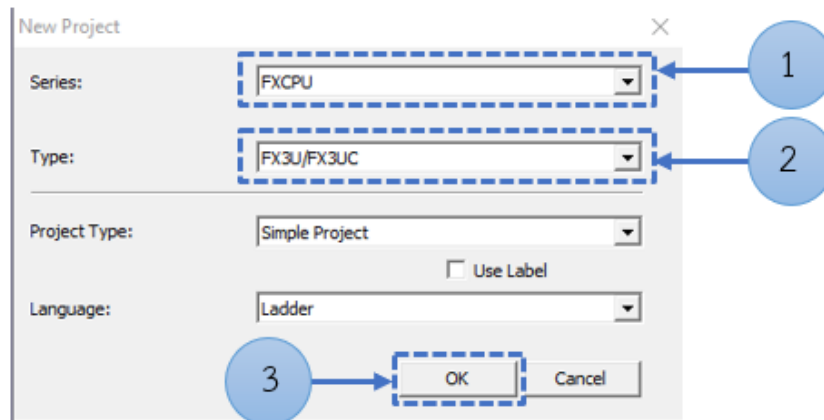 New Project
Series:
FXCPU
1
Type:
FX3U/FX3UC
2
Project Type:
Simple Project
Use Label
Language:
Ladder
3
OK
Cancel